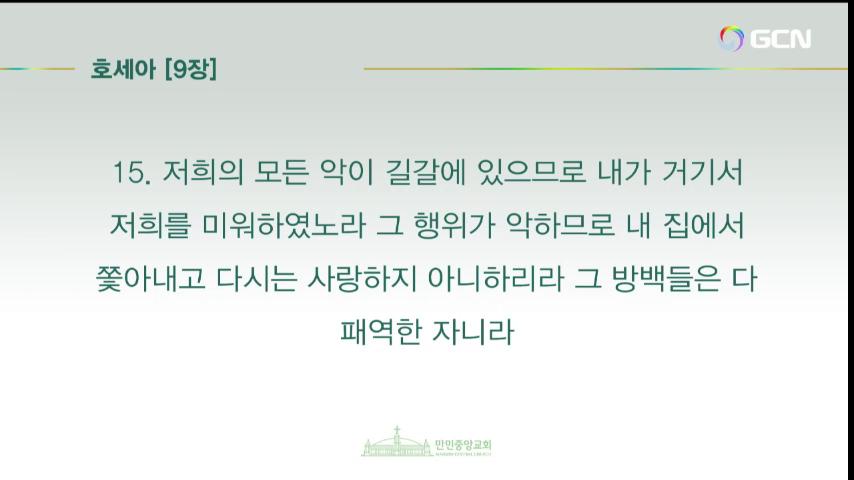 GCN
호세아 [9장]
15. 저희의 모든 악이 길갈에 있으므로 내가 거기서
저희를 미워하였노라 그 행위가 악하므로 내 집에서
쫓아내고 다시는 사랑하지 아니하리라 그 방백들은 다
패역한 자니라
만민중앙교회
MANMIN CENTRAL CHURCH